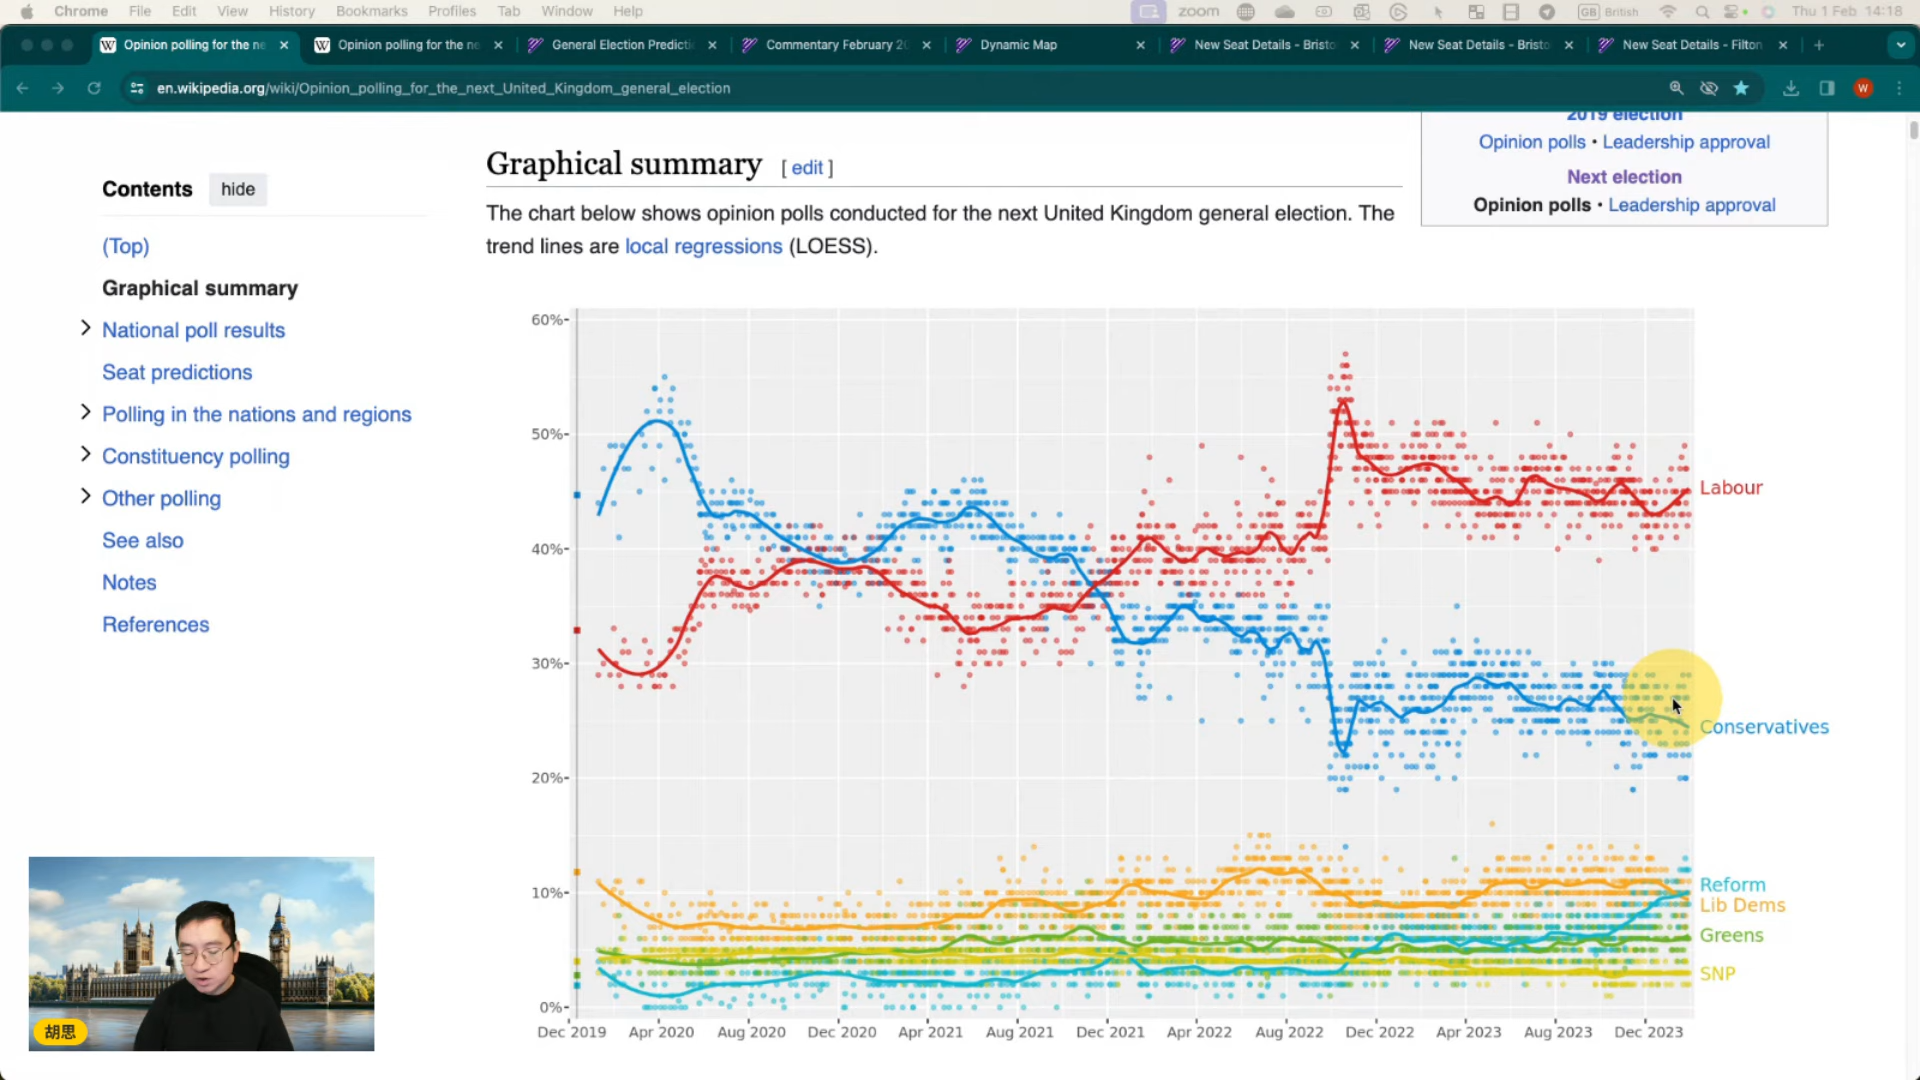 Chrome File Edit View History Bookmarks Profiles Tab Window Help zoom GB British Thu 1 Feb 14:18
Opinion polling for the ne Opinion polling for the ne General Election Predicti Commentary February 20 Dynamic Map New Seat Details - Bristo New Seat Details - Bristo New Seat Details - Filton
en.wikipedia.org/wiki/Opinion_polling_for_the_next_United_Kingdom_general_election W
2019 election
Opinion polls • Leadership approval
Next election
Opinion polls • Leadership approval
Contents hide
(Top)
Graphical summary
National poll results
Seat predictions
Polling in the nations and regions
Constituency polling
Other polling
See also
Notes
References
Graphical summary [ edit ]
The chart below shows opinion polls conducted for the next United Kingdom general election. The
trend lines are local regressions (LOESS).
60%
50%
40%
30%
20%
10%
0%
Labour
Conservatives
Reform
Lib Dems
Greens
SNP
Dec 2019 Apr 2020 Aug 2020 Dec 2020 Apr 2021 Aug 2021 Dec 2021 Apr 2022 Aug 2022 Dec 2022 Apr 2023 Aug 2023 Dec 2023
胡思